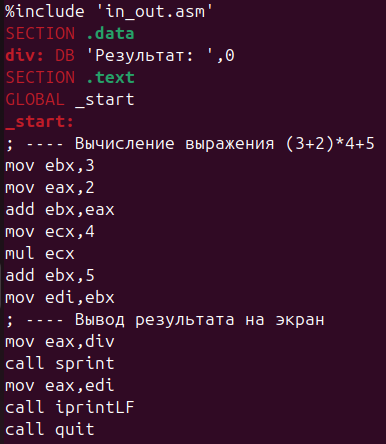 %include 'in_out.asm'
SECTION .data
div: DB 'Результат: ',0
SECTION .text
GLOBAL _start
_start:
; ---- Вычисление выражения (3+2)*4+5
mov ebx,3
mov eax,2
add ebx,eax
mov ecx,4
mul ecx
add ebx,5
mov edi,ebx
; ---- Вывод результата на экран
mov eax,div
call sprint
mov eax,edi
call iprintLF
call quit